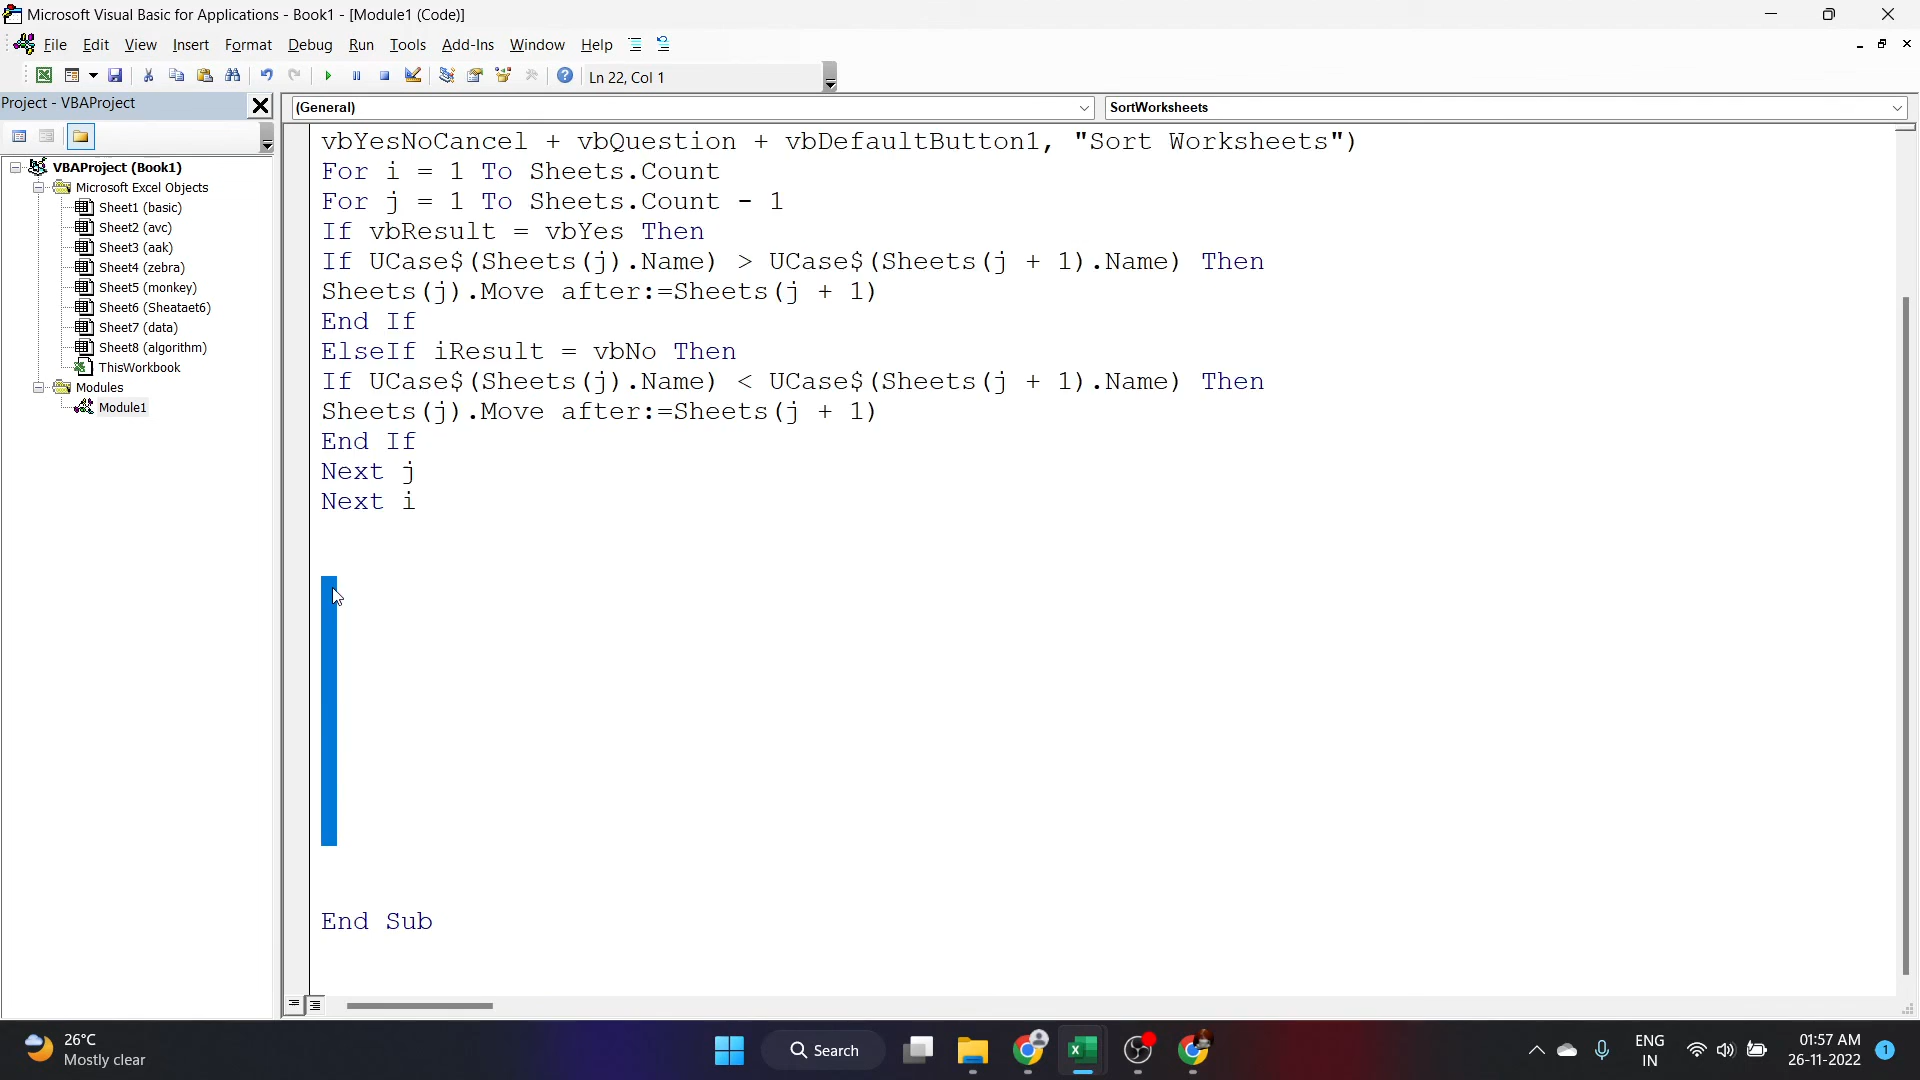 Microsoft Visual Basic for Applications - Book1 - [Module1 (Code)]
File Edit View Insert Format Debug Run Tools Add-Ins Window Help
Ln 22, Col 1
Project - VBAProject
(General)
SortWorksheets
VBAProject (Book1)
Microsoft Excel Objects
Sheet1 (basic)
Sheet2 (avc)
Sheet3 (aak)
Sheet4 (zebra)
Sheet5 (monkey)
Sheet6 (Sheataet6)
Sheet7 (data)
Sheet8 (algorithm)
ThisWorkbook
Modules
Module1
vbYesNoCancel + vbQuestion + vbDefaultButton1, "Sort Worksheets")
For i = 1 To Sheets.Count
For j = 1 To Sheets.Count - 1
If vbResult = vbYes Then
If UCase$(Sheets(j).Name) > UCase$(Sheets(j + 1).Name) Then
Sheets(j).Move after:=Sheets(j + 1)
End If
ElseIf iResult = vbNo Then
If UCase$(Sheets(j).Name) < UCase$(Sheets(j + 1).Name) Then
Sheets(j).Move after:=Sheets(j + 1)
End If
Next j
Next i
End Sub
26°C
Mostly clear
Search
ENG
IN
01:57 AM
26-11-2022
1